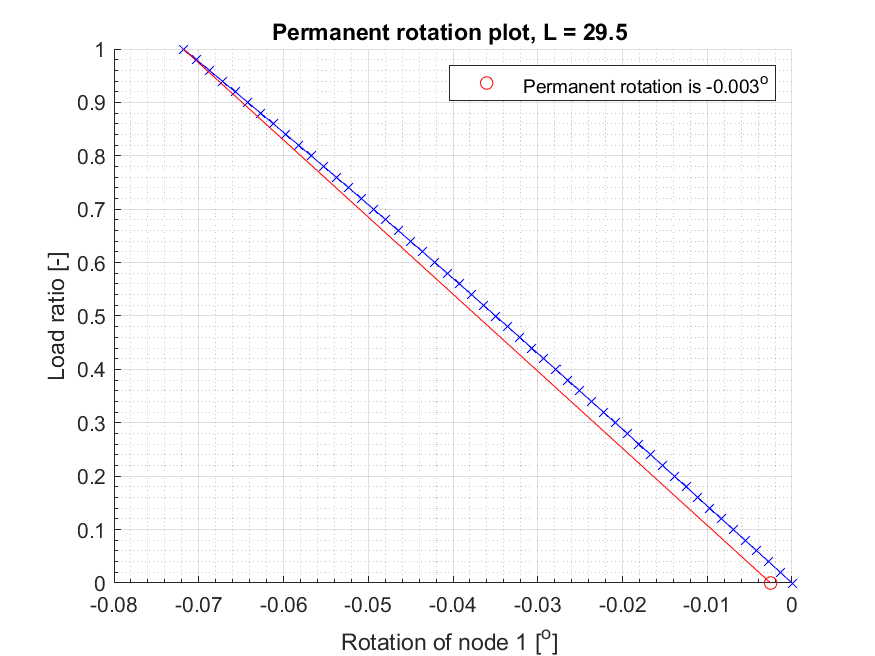 Permanent rotation plot, L = 29.5
Permanent rotation is -0.003°
Load ratio [-]
1
0.9
0.8
0.7
0.6
0.5
0.4
0.3
0.2
0.1
0
-0.08 -0.07 -0.06 -0.05 -0.04 -0.03 -0.02 -0.01 0
Rotation of node 1 [°]